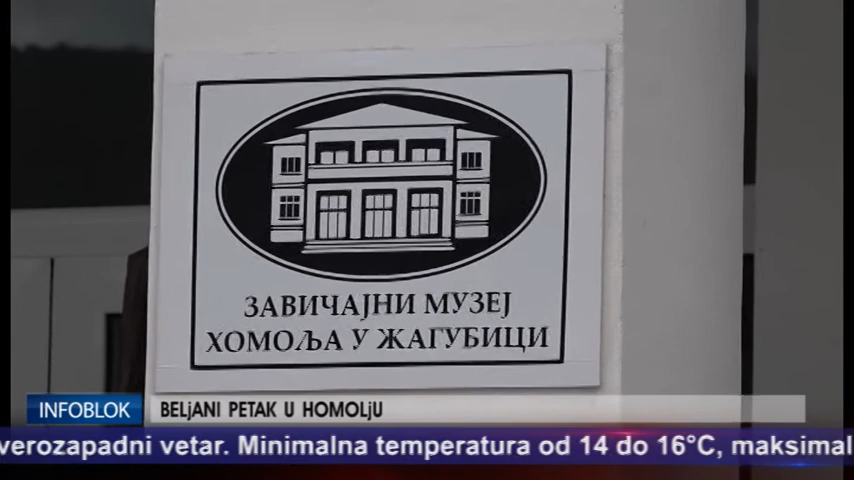 ЗАВИЧАЈНИ МУЗЕЈ
ХОМОЉА У ЖАГУБИЦИ
INFOBLOK
BELjANI PETAK U HOMOLjU
verozapadni vetar. Minimalna temperatura od 14 do 16°C, maksimal